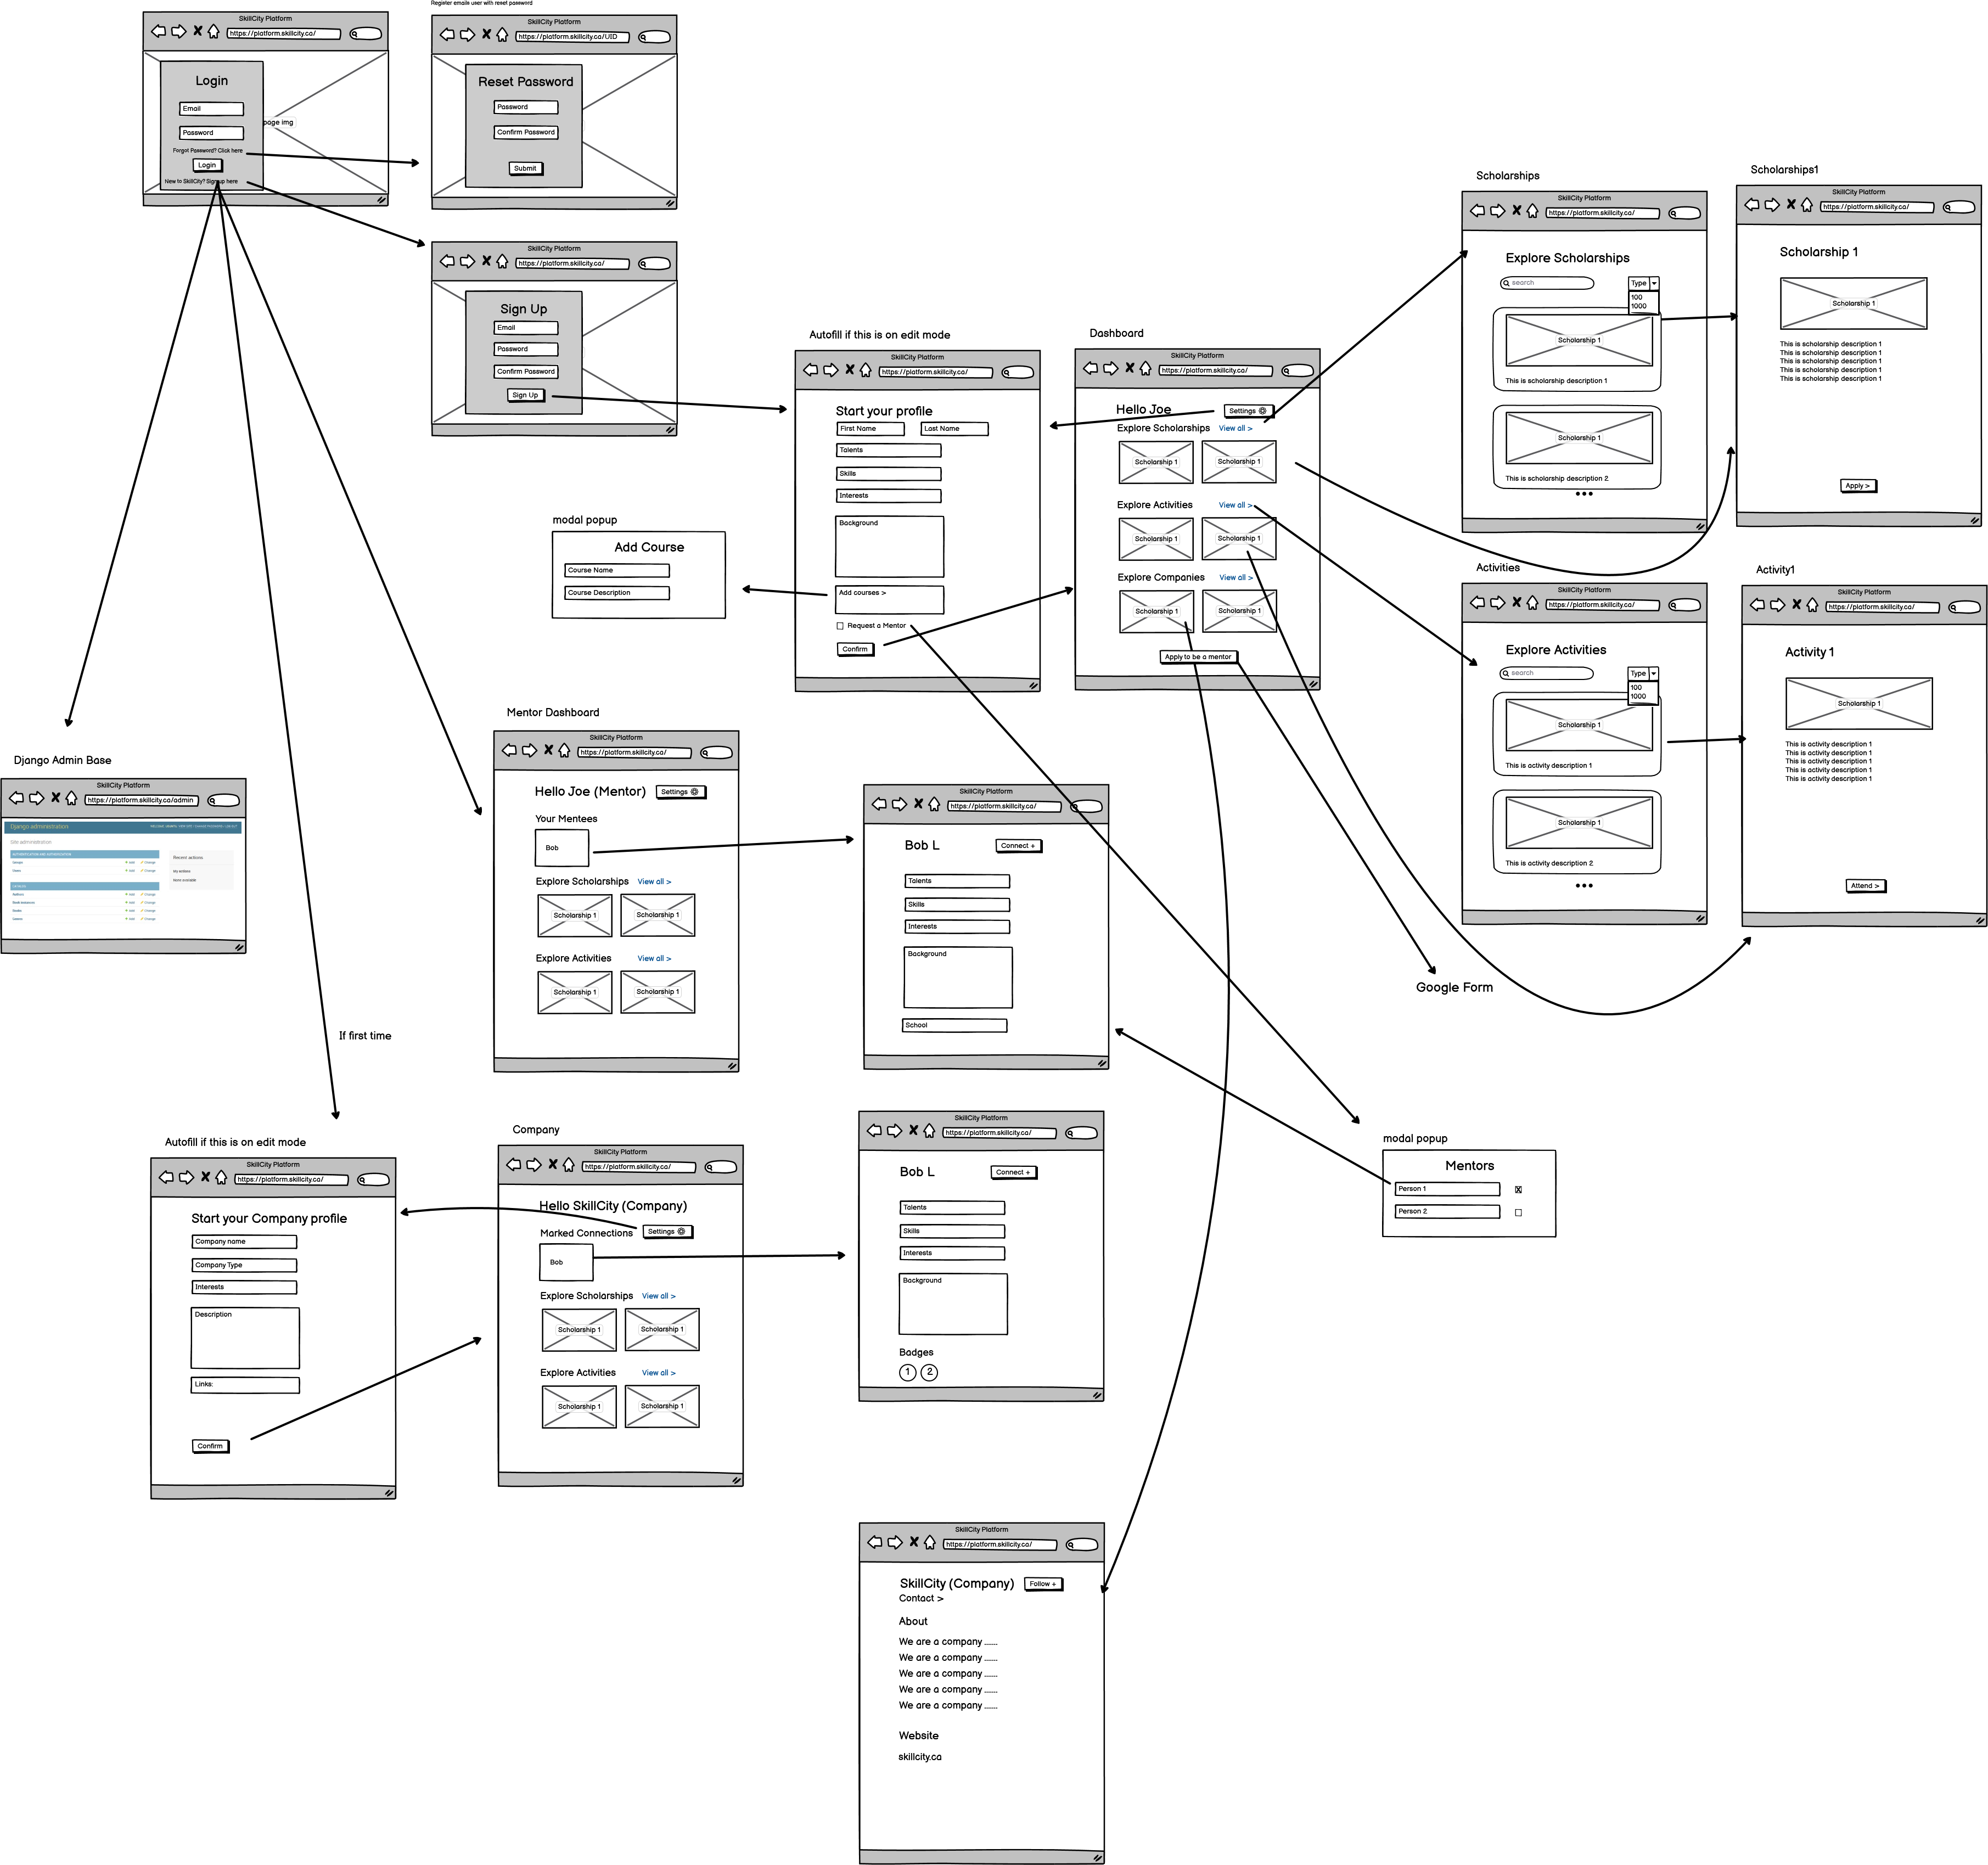 Register emails user with reset password
SkillCity Platform
https://platform.skillcity.ca/
Login
Email
Password
page img
Forgot Password? Click here
Login
New to SkillCity? Sign up here
SkillCity Platform
https://platform.skillcity.ca/UID
Reset Password
Password
Confirm Password
Submit
SkillCity Platform
https://platform.skillcity.ca/
Sign Up
Email
Password
Confirm Password
Sign Up
Autofill if this is on edit mode
SkillCity Platform
https://platform.skillcity.ca/
Start your profile
First Name
Last Name
Talents
Skills
Interests
Background
Add courses >
Request a Mentor
Confirm
modal popup
Add Course
Course Name
Course Description
Dashboard
SkillCity Platform
https://platform.skillcity.ca/
Hello Joe
Settings
Explore Scholarships
View all >
Scholarship 1
Scholarship 1
Explore Activities
View all >
Scholarship 1
Scholarship 1
Explore Companies
View all >
Scholarship 1
Scholarship 1
Apply to be a mentor
Scholarships
SkillCity Platform
https://platform.skillcity.ca/
Explore Scholarships
search
Type
100
1000
Scholarship 1
This is scholarship description 1
Scholarship 1
This is scholarship description 2
Scholarships1
SkillCity Platform
https://platform.skillcity.ca/
Scholarship 1
Scholarship 1
This is scholarship description 1
This is scholarship description 1
This is scholarship description 1
This is scholarship description 1
This is scholarship description 1
Apply >
Activities
SkillCity Platform
https://platform.skillcity.ca/
Explore Activities
search
Type
100
1000
Scholarship 1
This is activity description 1
Scholarship 1
This is activity description 2
Activity1
SkillCity Platform
https://platform.skillcity.ca/
Activity 1
Scholarship 1
This is activity description 1
This is activity description 1
This is activity description 1
This is activity description 1
This is activity description 1
Attend >
Google Form
Django Admin Base
SkillCity Platform
https://platform.skillcity.ca/admin
Django administration
Site administration
Recent actions
Mentor Dashboard
SkillCity Platform
https://platform.skillcity.ca/
Hello Joe (Mentor)
Settings
Your Mentees
Bob
Explore Scholarships
View all >
Scholarship 1
Scholarship 1
Explore Activities
View all >
Scholarship 1
Scholarship 1
SkillCity Platform
https://platform.skillcity.ca/
Bob L
Connect +
Talents
Skills
Interests
Background
School
If first time
modal popup
Mentors
Person 1
Person 2
Autofill if this is on edit mode
SkillCity Platform
https://platform.skillcity.ca/
Start your Company profile
Company name
Company Type
Interests
Description
Links:
Confirm
Company
SkillCity Platform
https://platform.skillcity.ca/
Hello SkillCity (Company)
Marked Connections
Settings
Bob
Explore Scholarships
View all >
Scholarship 1
Scholarship 1
Explore Activities
View all >
Scholarship 1
Scholarship 1
SkillCity Platform
https://platform.skillcity.ca/
Bob L
Connect +
Talents
Skills
Interests
Background
Badges
1
2
SkillCity Platform
https://platform.skillcity.ca/
SkillCity (Company)
Follow +
Contact >
About
We are a company ......
We are a company ......
We are a company ......
We are a company ......
We are a company ......
Website
skillcity.ca